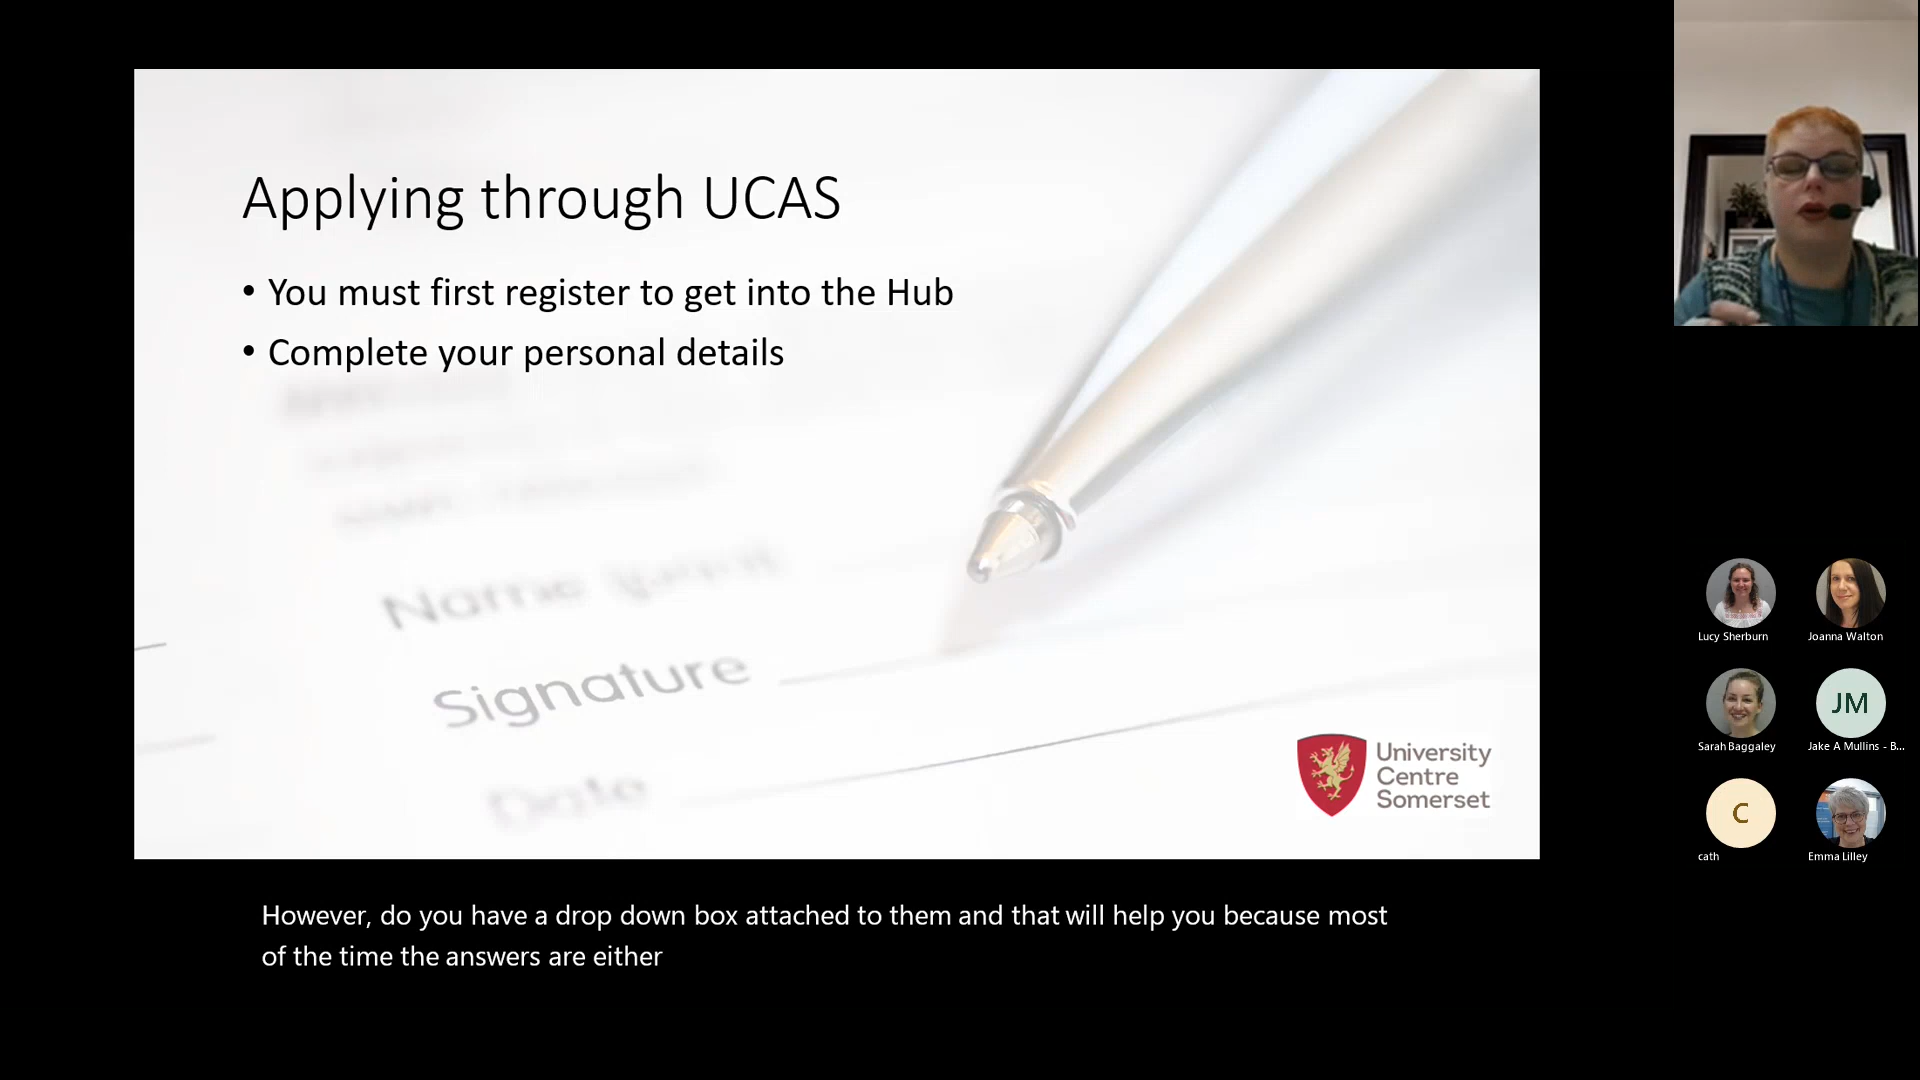 Applying through UCAS
• You must first register to get into the Hub
• Complete your personal details
Name
Signature
Date
University
Centre
Somerset
Lucy Sherburn
Joanna Walton
JM
Sarah Baggaley
Jake A Mullins - B...
C
cath
Emma Lilley
However, do you have a drop down box attached to them and that will help you because most
of the time the answers are either